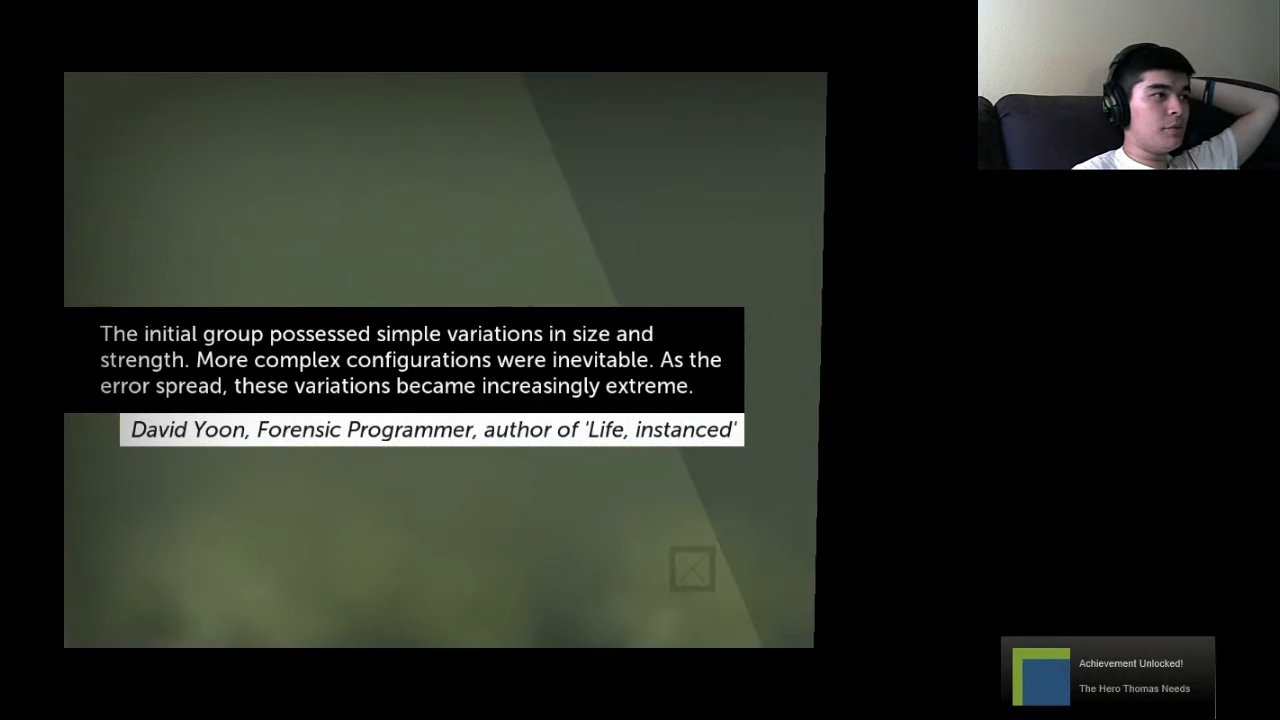 The initial group possessed simple variations in size and
strength. More complex configurations were inevitable. As the
error spread, these variations became increasingly extreme.
David Yoon, Forensic Programmer, author of 'Life, instanced'
Achievement Unlocked!
The Hero Thomas Needs